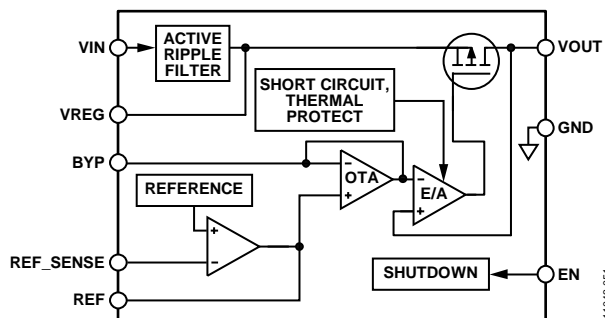 VIN
ACTIVE
RIPPLE
FILTER
VOUT
VREG
SHORT CIRCUIT,
THERMAL
PROTECT
GND
BYP
−
OTA
+
−
E/A
+
REFERENCE
+
−
REF_SENSE
REF
SHUTDOWN
EN